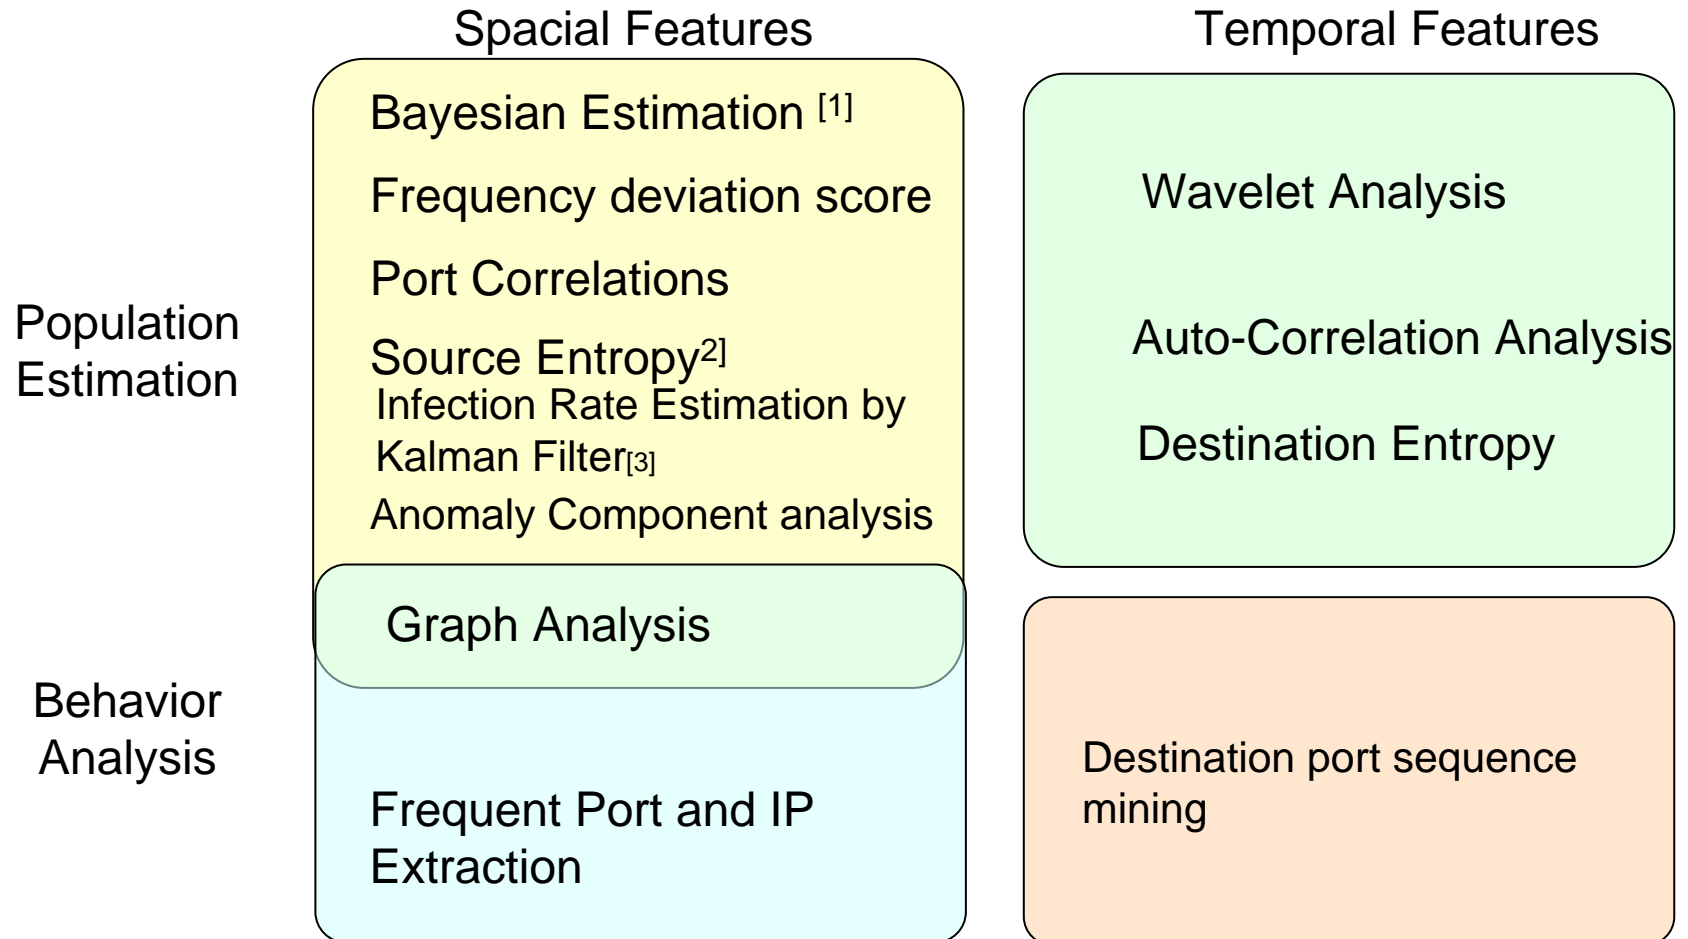 Spacial Features
Temporal Features
Bayesian Estimation [1]
Frequency deviation score
Port Correlations
Source Entropy2]
Infection Rate Estimation by
Kalman Filter[3]
Anomaly Component analysis
Graph Analysis
Frequent Port and IP
Extraction
Population
Estimation
Behavior
Analysis
Wavelet Analysis
Auto-Correlation Analysis
Destination Entropy
Destination port sequence
mining